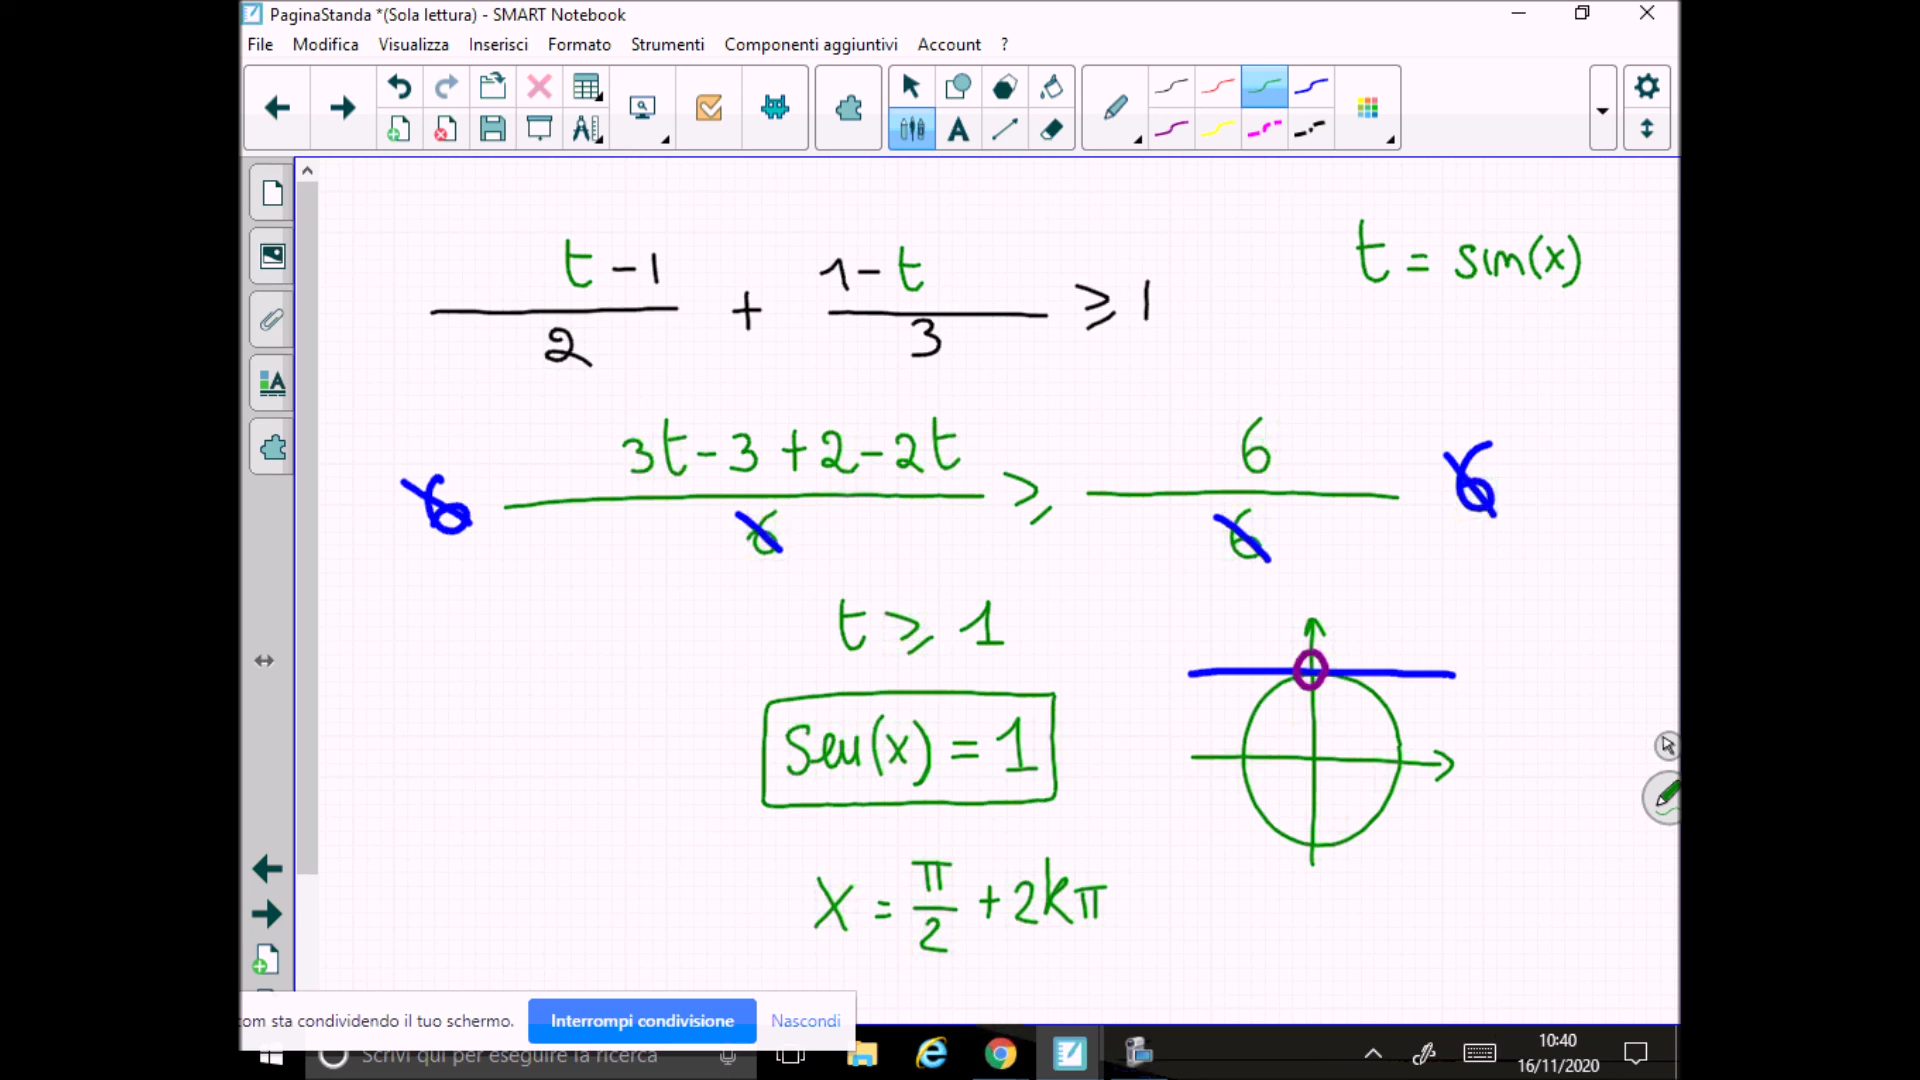 PaginaStanda *(Sola lettura) - SMART Notebook
File Modifica Visualizza Inserisci Formato Strumenti Componenti aggiuntivi Account ?
t - 1 / 2 + 1 - t / 3 ⩾ 1
t = sin(x)
6 3t - 3 + 2 - 2t / 6 ⩾ 6 / 6 6
t ⩾ 1
Sen(x) = 1
x = π/2 + 2kπ
om sta condividendo il tuo schermo. Interrompi condivisione Nascondi
Scrivi qui per eseguire la ricerca
10:40
16/11/2020